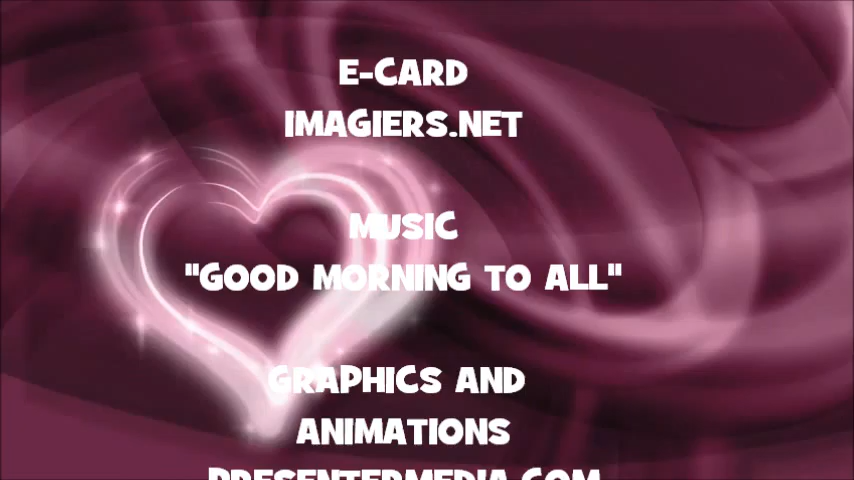 E-CARD
IMAGIERS.NET
MUSIC
"GOOD MORNING TO ALL"
GRAPHICS AND
ANIMATIONS
PRESENTERMEDIA.COM